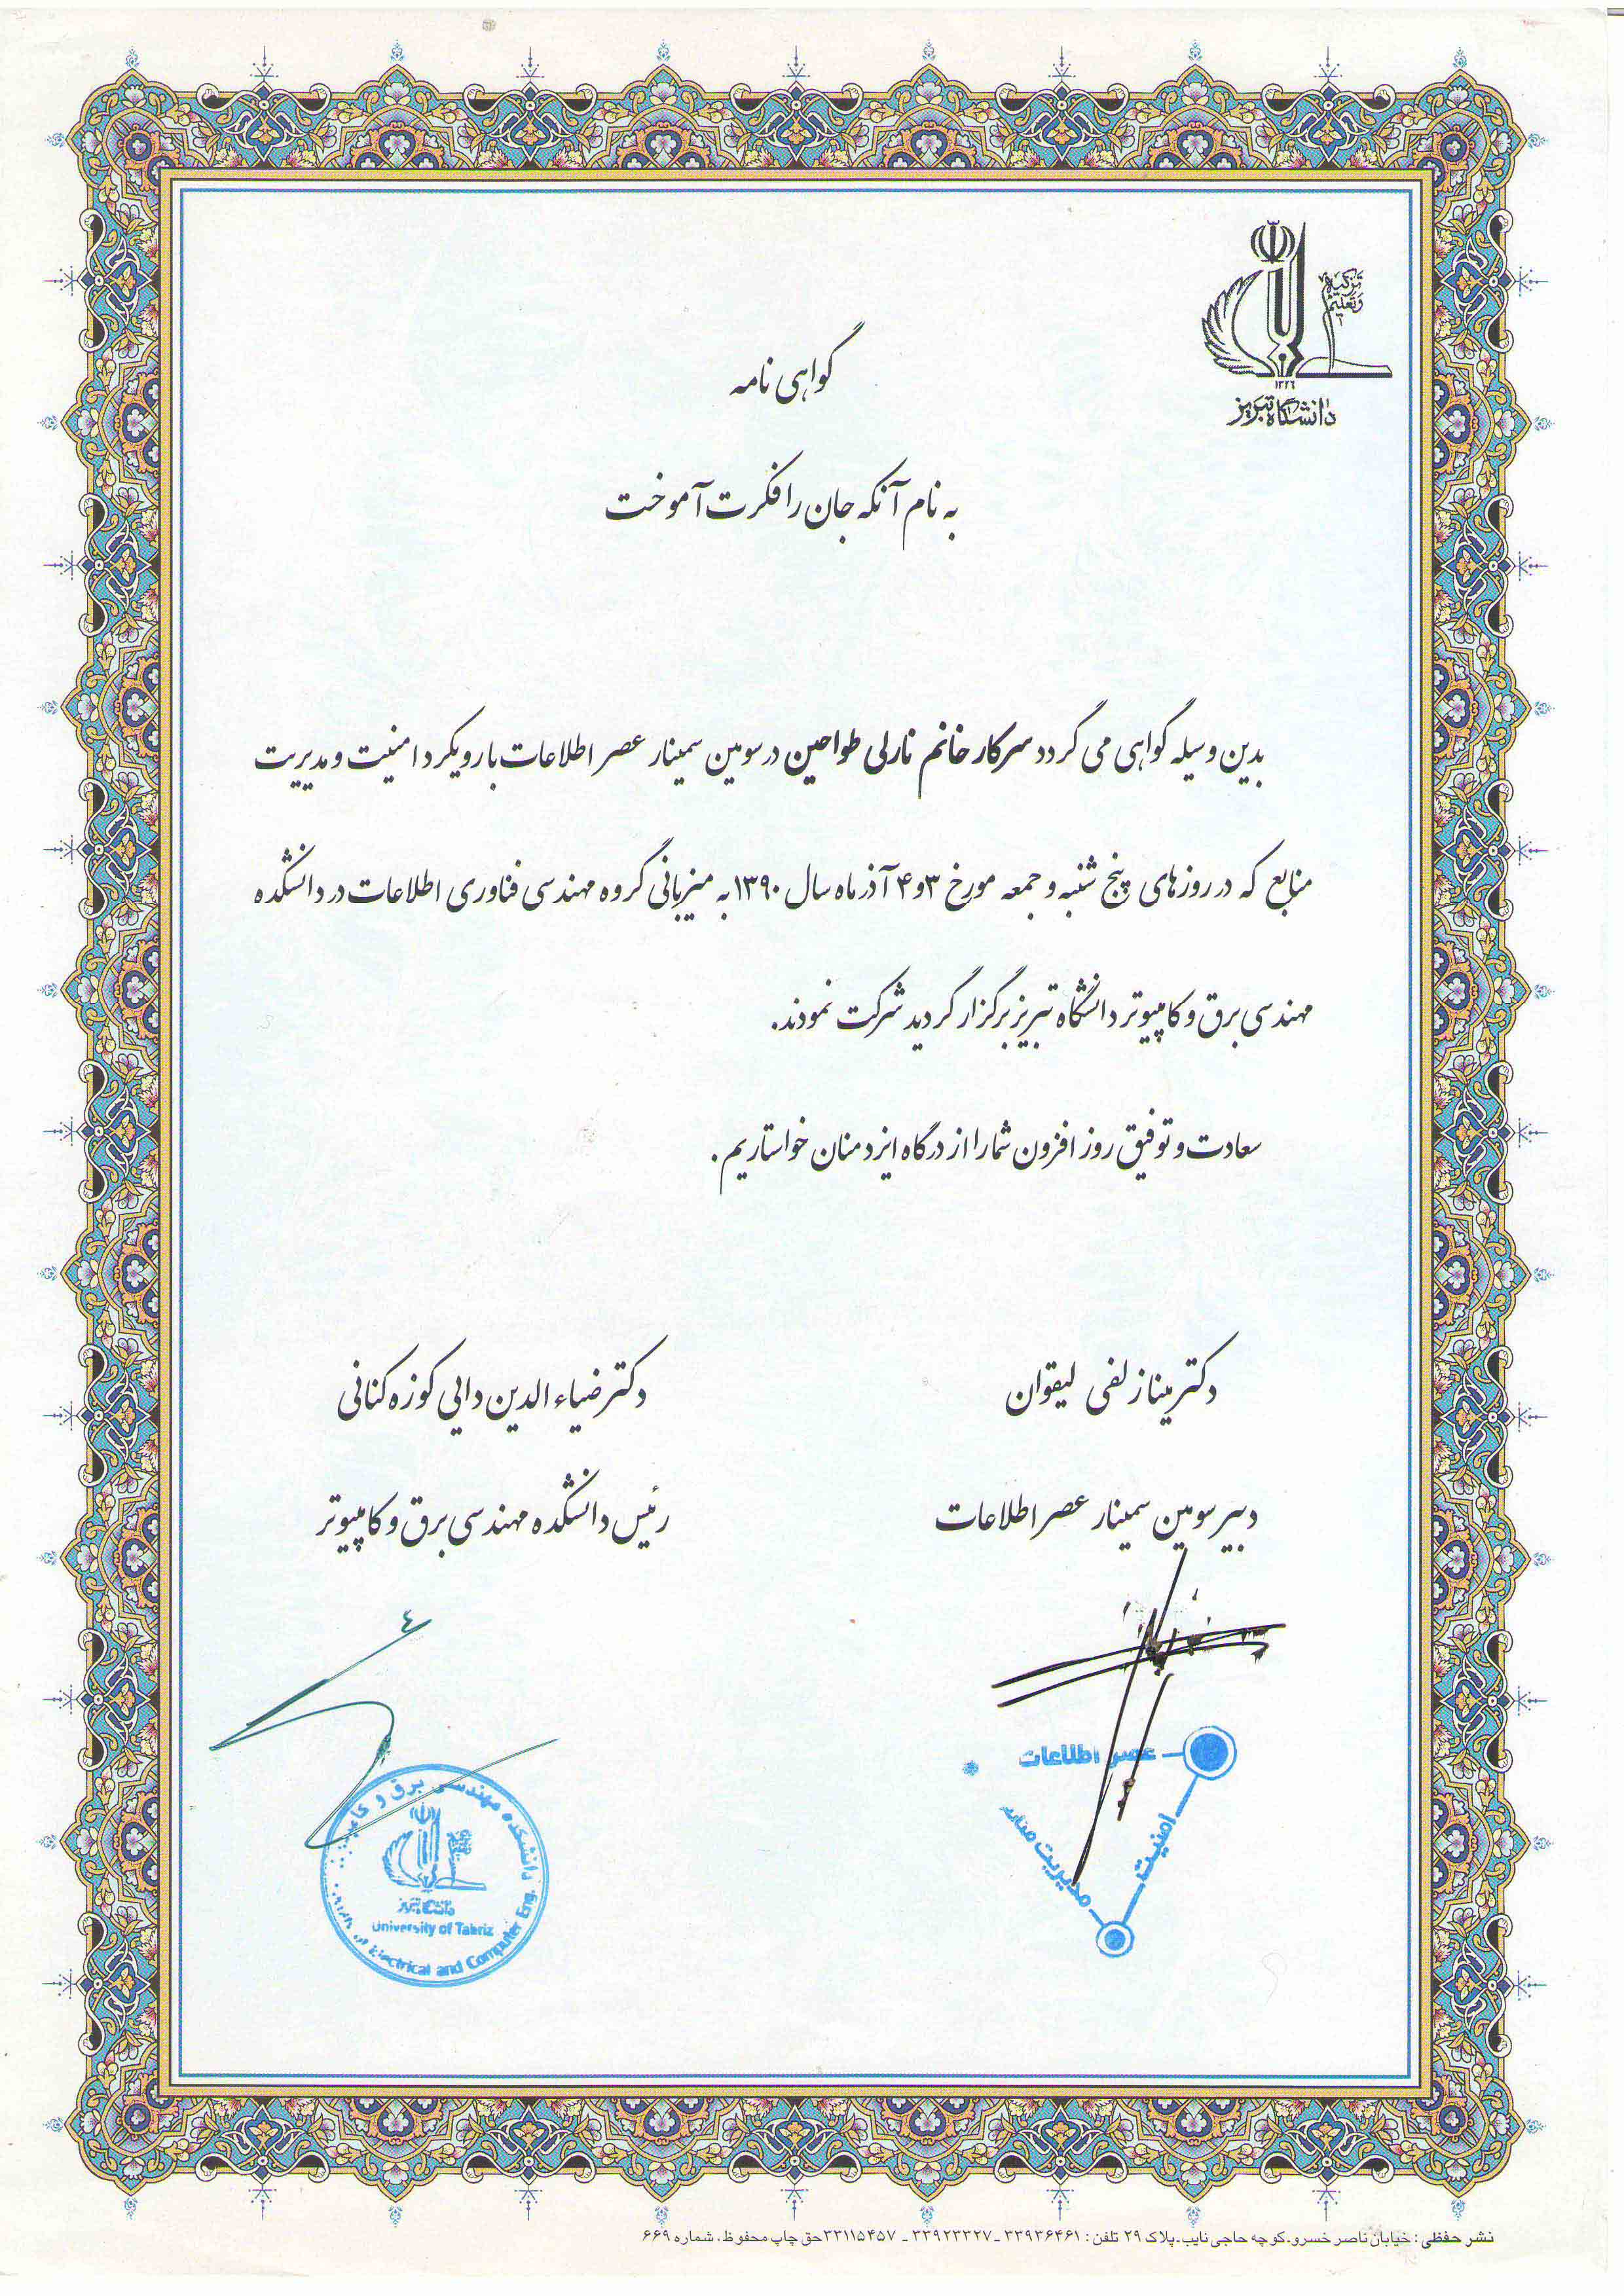 تزکیه
و تعلیم
۱۳۲۶
دانشگاه تبریز
گواهی نامه
به نام آنکه جان را فکرت آموخت
بدین وسیله گواهی می گردد سرکار خانم نارلی طواحین در سومین سمینار عصر اطلاعات با رویکرد امنیت و مدیریت
منابع که در روزهای پنج شنبه و جمعه مورخ ۳و۴ آذر ماه سال ۱۳۹۰ به میزبانی گروه مهندسی فناوری اطلاعات در دانشکده
مهندسی برق و کامپیوتر دانشگاه تبریز برگزار گردید شرکت نمودند.
سعادت و توفیق روز افزون شما را از درگاه ایزد منان خواستاریم.
دکتر مینا زلفی لیقوان
دبیر سومین سمینار عصر اطلاعات
دکتر ضیاء الدین دایی کوزه کنانی
رئیس دانشکده مهندسی برق و کامپیوتر
عصر اطلاعات
امنیت
مدیریت
دانشکده مهندسی برق و
دانشگاه تبریز
University of Tabriz
Electrical and Computer Eng.
نشر حفظی : خیابان ناصر خسرو.کوچه حاجی نایب.پلاک ۲۹ تلفن : ۳۳۹۳۶۴۶۱ ـ ۳۳۹۲۳۳۲۷ ـ ۳۳۱۱۵۴۵۷ حق چاپ محفوظ. شماره ۶۶۹